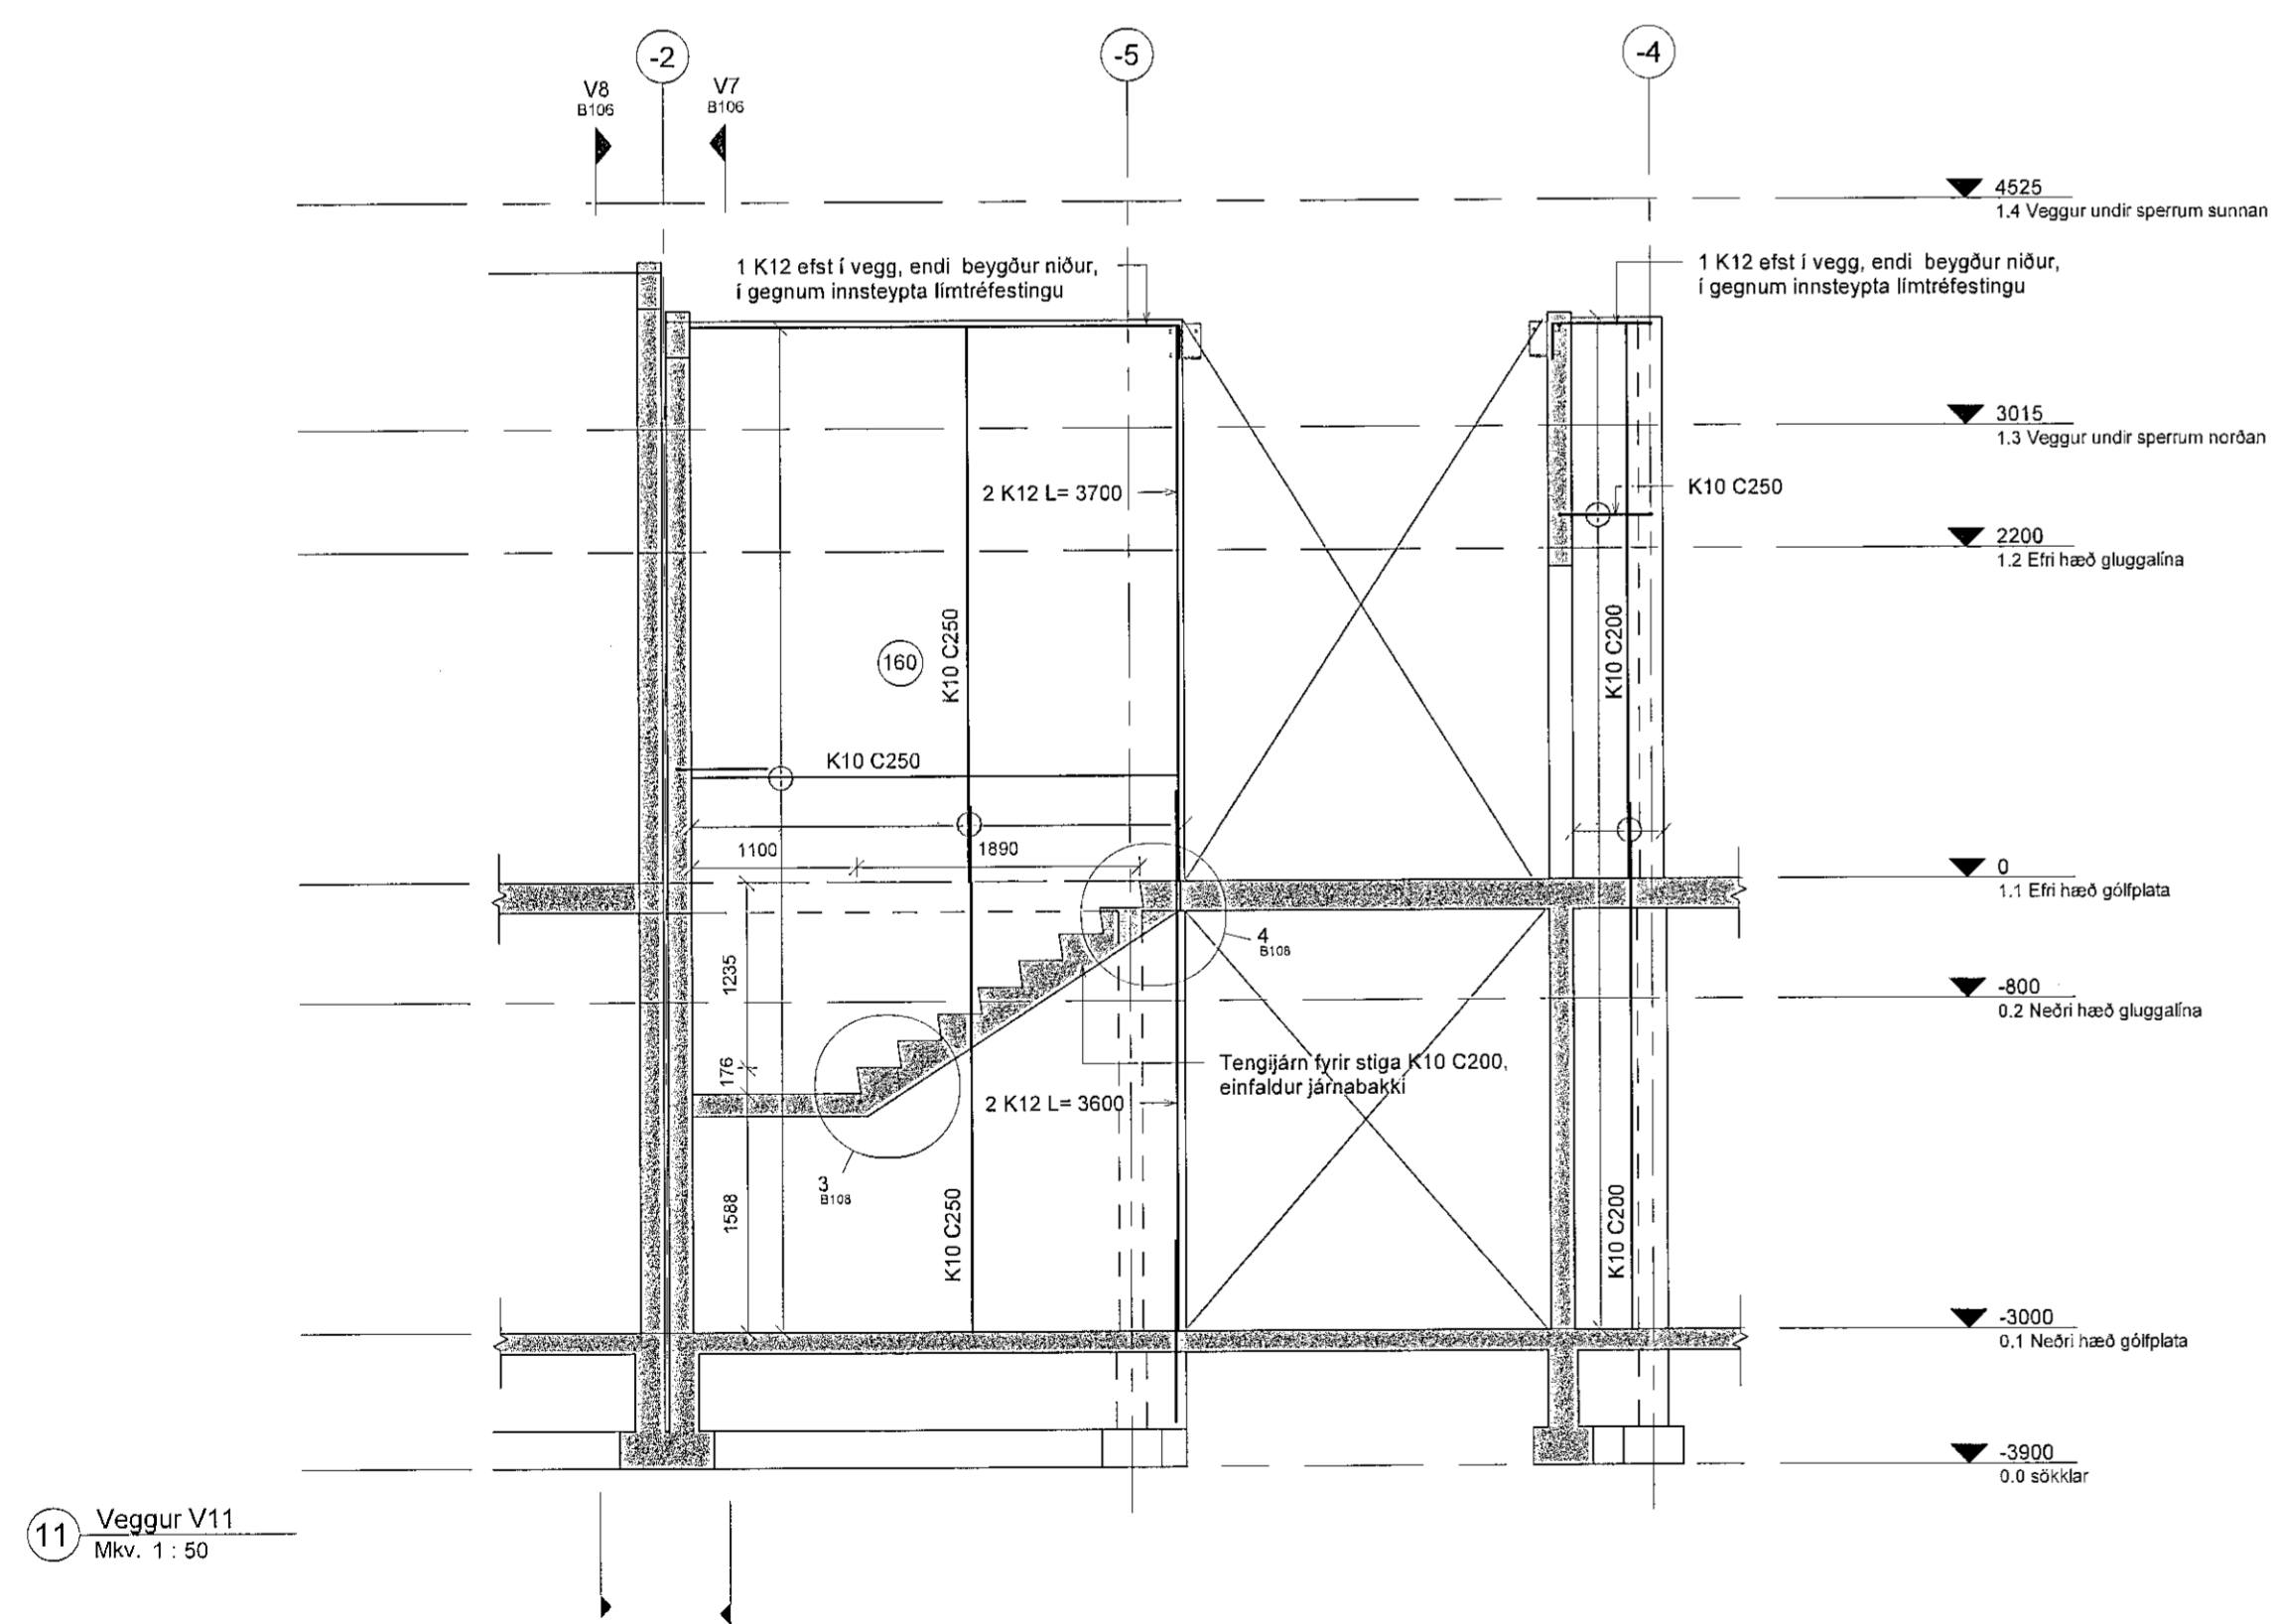 -2
-5
-4
V8
B106
V7
B106
4525
1.4 Veggur undir sperrum sunnan
1 K12 efst í vegg, endi beygður niður,
í gegnum innsteypta límtréfestingu
1 K12 efst í vegg, endi beygður niður,
í gegnum innsteypta límtréfestingu
3015
1.3 Veggur undir sperrum norðan
2 K12 L= 3700
K10 C250
2200
1.2 Efri hæð gluggalína
K10 C250
160
K10 C200
K10 C250
1100
1890
0
1.1 Efri hæð gólfplata
4
B108
1235
-800
0.2 Neðri hæð gluggalína
176
Tengijárn fyrir stiga K10 C200,
einfaldur járnabakki
2 K12 L= 3600
3
B108
1588
K10 C250
K10 C200
-3000
0.1 Neðri hæð gólfplata
-3900
0.0 sökklar
11
Veggur V11
Mkv. 1 : 50